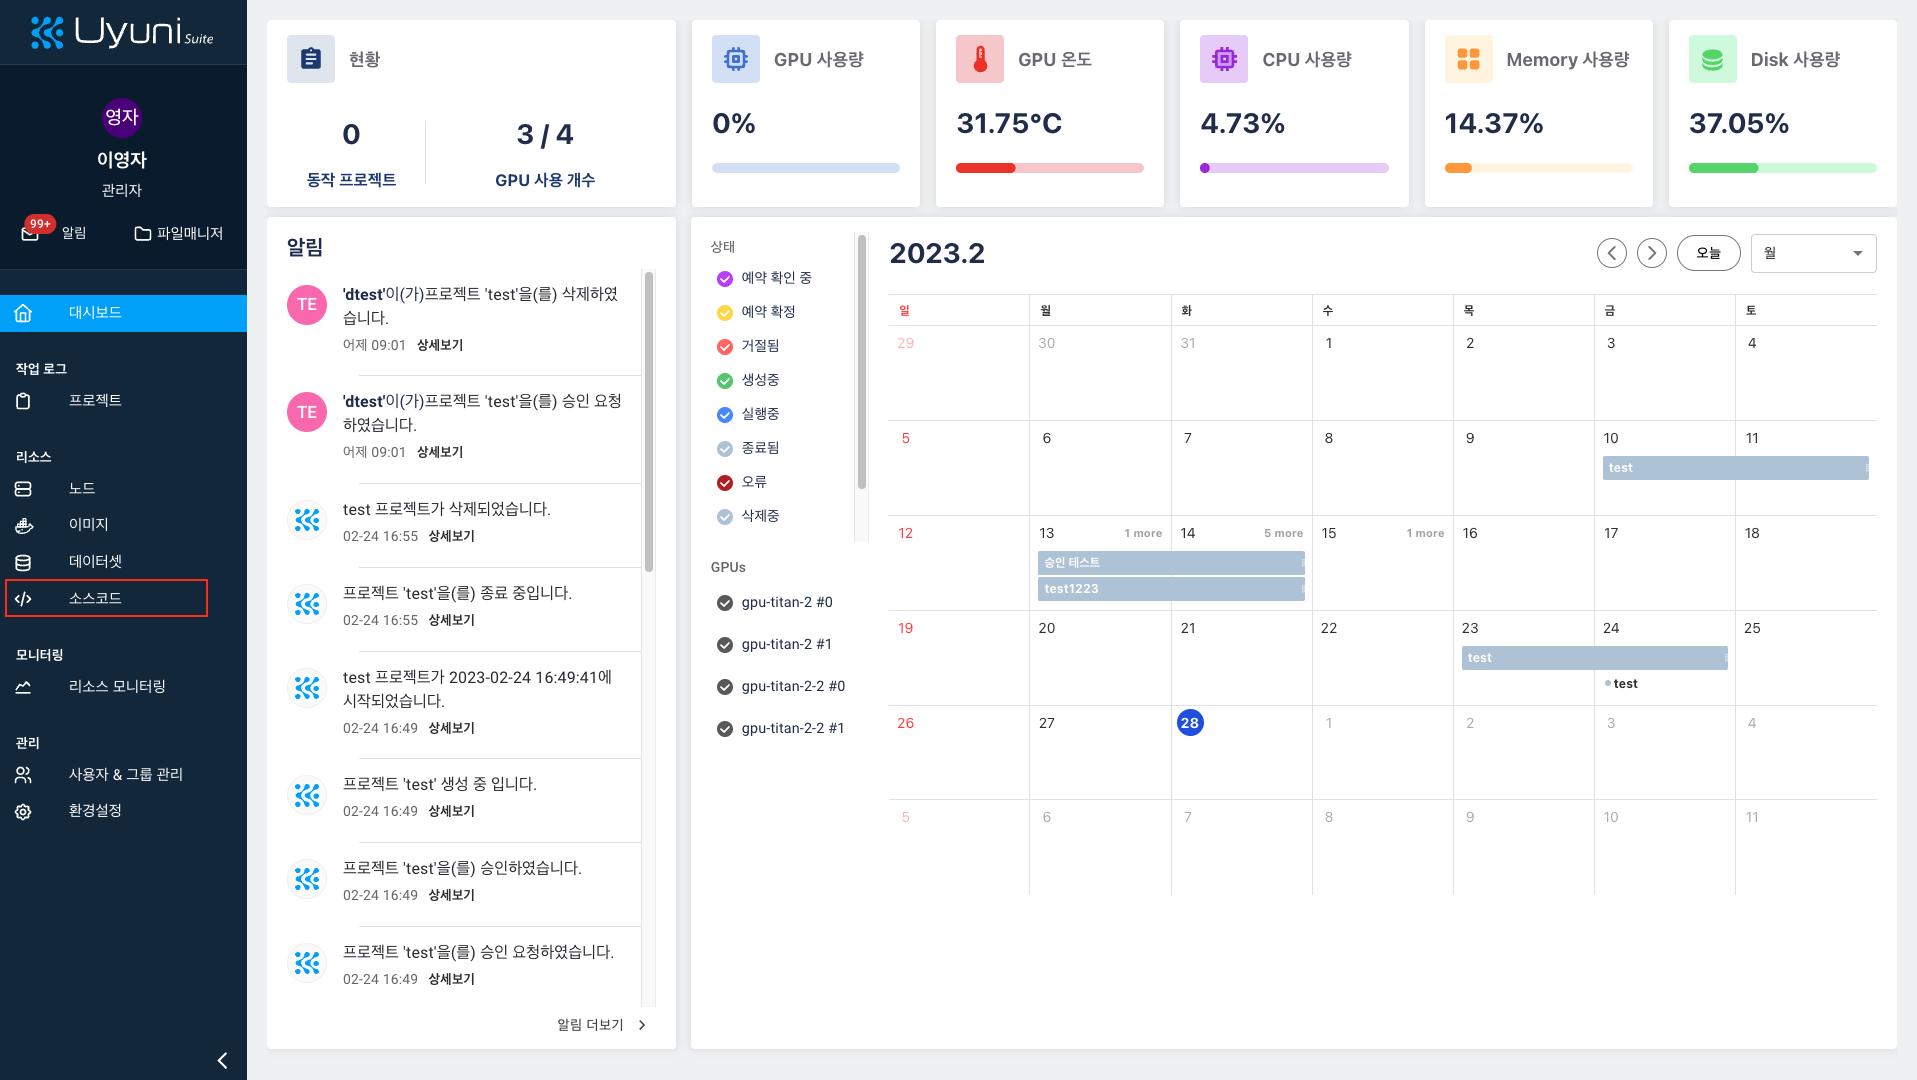 Uyuni Suite
영자
이영자
관리자
99+
알림
파일매니저
대시보드
작업 로그
프로젝트
리소스
노드
이미지
데이터셋
소스코드
모니터링
리소스 모니터링
관리
사용자 & 그룹 관리
환경설정
현황
0
동작 프로젝트
3 / 4
GPU 사용 개수
GPU 사용량
0%
GPU 온도
31.75°C
CPU 사용량
4.73%
Memory 사용량
14.37%
Disk 사용량
37.05%
알림
TE
'dtest'이(가)프로젝트 'test'을(를) 삭제하였
습니다.
어제 09:01 상세보기
TE
'dtest'이(가)프로젝트 'test'을(를) 승인 요청
하였습니다.
어제 09:01 상세보기
test 프로젝트가 삭제되었습니다.
02-24 16:55 상세보기
프로젝트 'test'을(를) 종료 중입니다.
02-24 16:55 상세보기
test 프로젝트가 2023-02-24 16:49:41에
시작되었습니다.
02-24 16:49 상세보기
프로젝트 'test' 생성 중 입니다.
02-24 16:49 상세보기
프로젝트 'test'을(를) 승인하였습니다.
02-24 16:49 상세보기
프로젝트 'test'을(를) 승인 요청하였습니다.
02-24 16:49 상세보기
알림 더보기
상태
예약 확인 중
예약 확정
거절됨
생성중
실행중
종료됨
오류
삭제중
GPUs
gpu-titan-2 #0
gpu-titan-2 #1
gpu-titan-2-2 #0
gpu-titan-2-2 #1
2023.2
오늘
월
일 월 화 수 목 금 토
29 30 31 1 2 3 4
5 6 7 8 9 10 11
test
12 13 1 more 14 5 more 15 1 more 16 17 18
승인 테스트
test1223
19 20 21 22 23 24 25
test
test
26 27 28 1 2 3 4
5 6 7 8 9 10 11